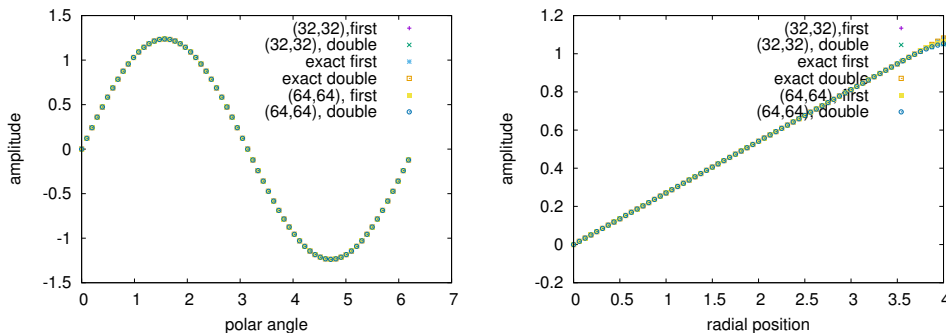 1.5
1
0.5
0
-0.5
-1
-1.5
amplitude
(32,32),first
(32,32), double
exact first
exact double
(64,64), first
(64,64), double
0 1 2 3 4 5 6 7
polar angle
1.2
1
0.8
0.6
0.4
0.2
0
-0.2
amplitude
(32,32),first
(32,32), double
exact first
exact double
(64,64), first
(64,64), double
0 0.5 1 1.5 2 2.5 3 3.5 4
radial position